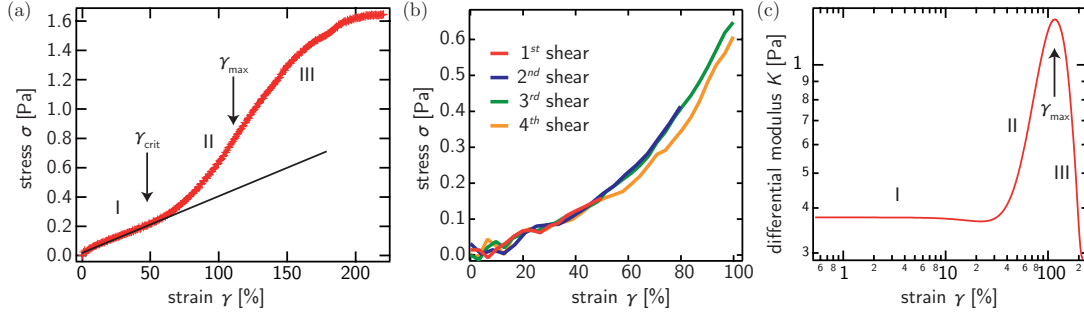 (a)
1.6
1.4
1.2
1.0
0.8
0.6
0.4
0.2
0.0
stress σ [Pa]
γmax
III
γcrit
II
I
0
50
100
150
200
strain γ [%]
(b)
0.6
0.4
0.2
0.1
0.0
stress σ [Pa]
1st shear
2nd shear
3rd shear
4th shear
0
20
40
60
80
100
strain γ [%]
(c)
1
9
8
7
6
5
4
3
differential modulus K [Pa]
II
γmax
I
III
6 8 1 2 4 6 8 10 2 4 6 8 100 2
strain γ [%]